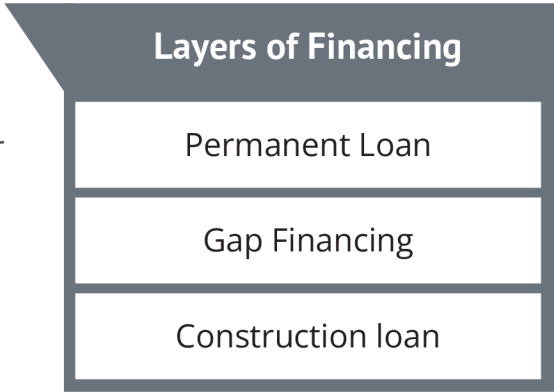 Layers of Financing
Permanent Loan
Gap Financing
Construction loan